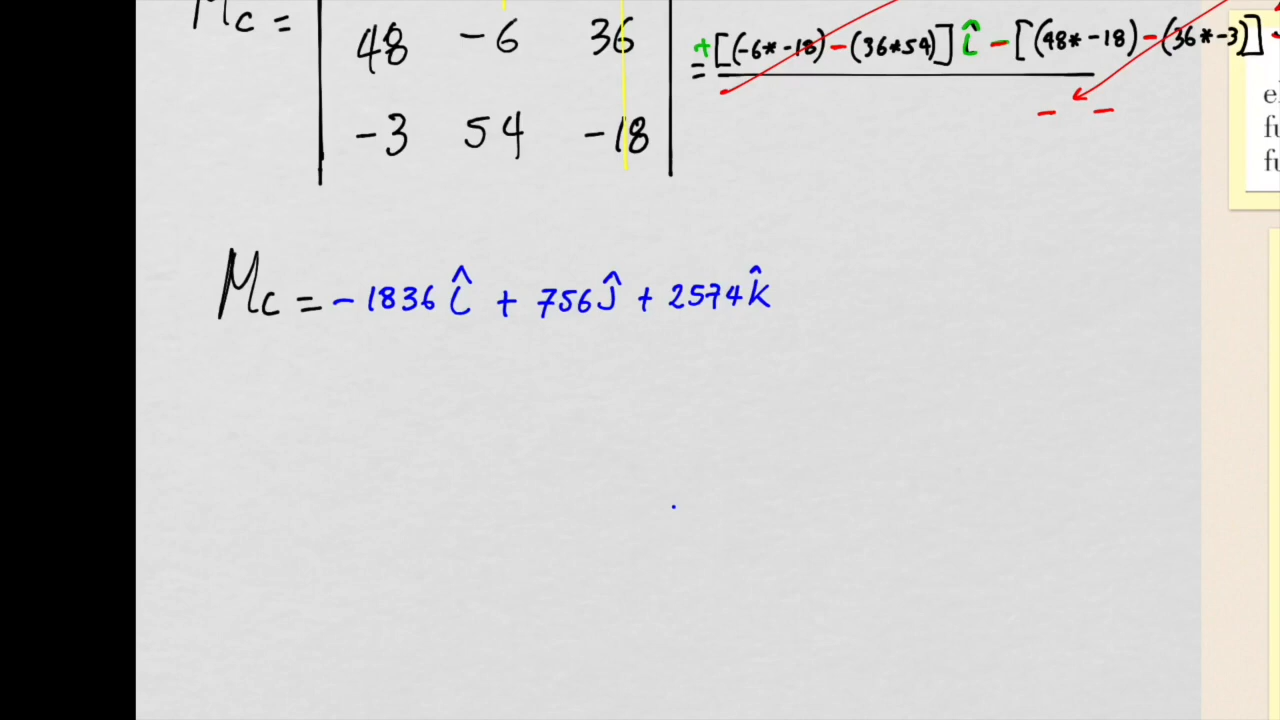 Mc = | 48 -6 36 |
| -3 54 -18 |
= +[(-6*-18)-(36*54)] î - [(48*-18)-(36*-3)]
- -
Mc = -1836 î + 756 ĵ + 2574 k̂